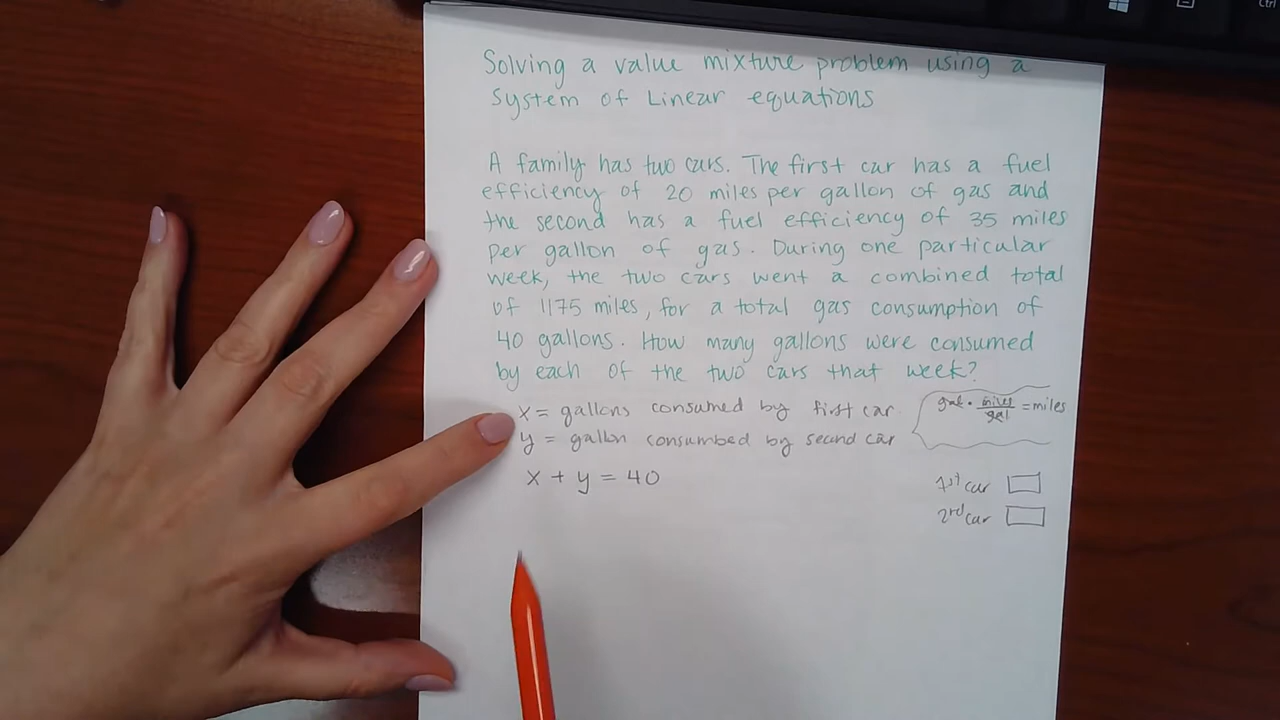 Solving a value mixture problem using a
System of Linear equations
A family has two cars. The first car has a fuel
efficiency of 20 miles per gallon of gas and
the second has a fuel efficiency of 35 miles
per gallon of gas. During one particular
week, the two cars went a combined total
of 1175 miles, for a total gas consumption of
40 gallons. How many gallons were consumed
by each of the two cars that week?
x = gallons consumed by first car
gal · miles/gal = miles
y = gallon consumbed by second car
x + y = 40
1st car
2rd car
Ctrl